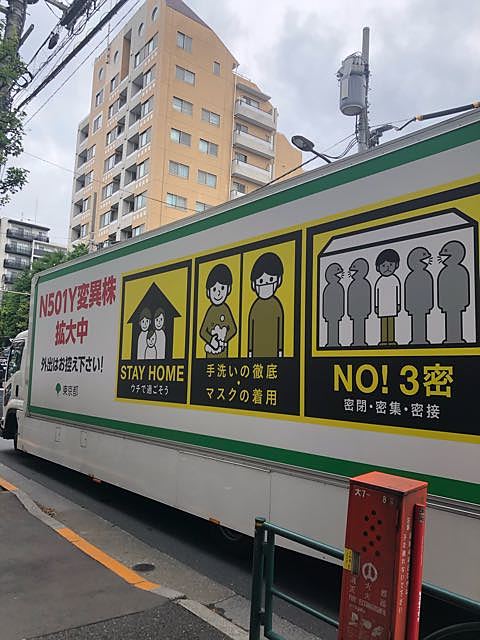 N501Y変異株
拡大中
外出はお控え下さい!
東京都
STAY HOME
ウチで過ごそう
手洗いの徹底
・
マスクの着用
NO! 3密
密閉・密集・密接
大7-